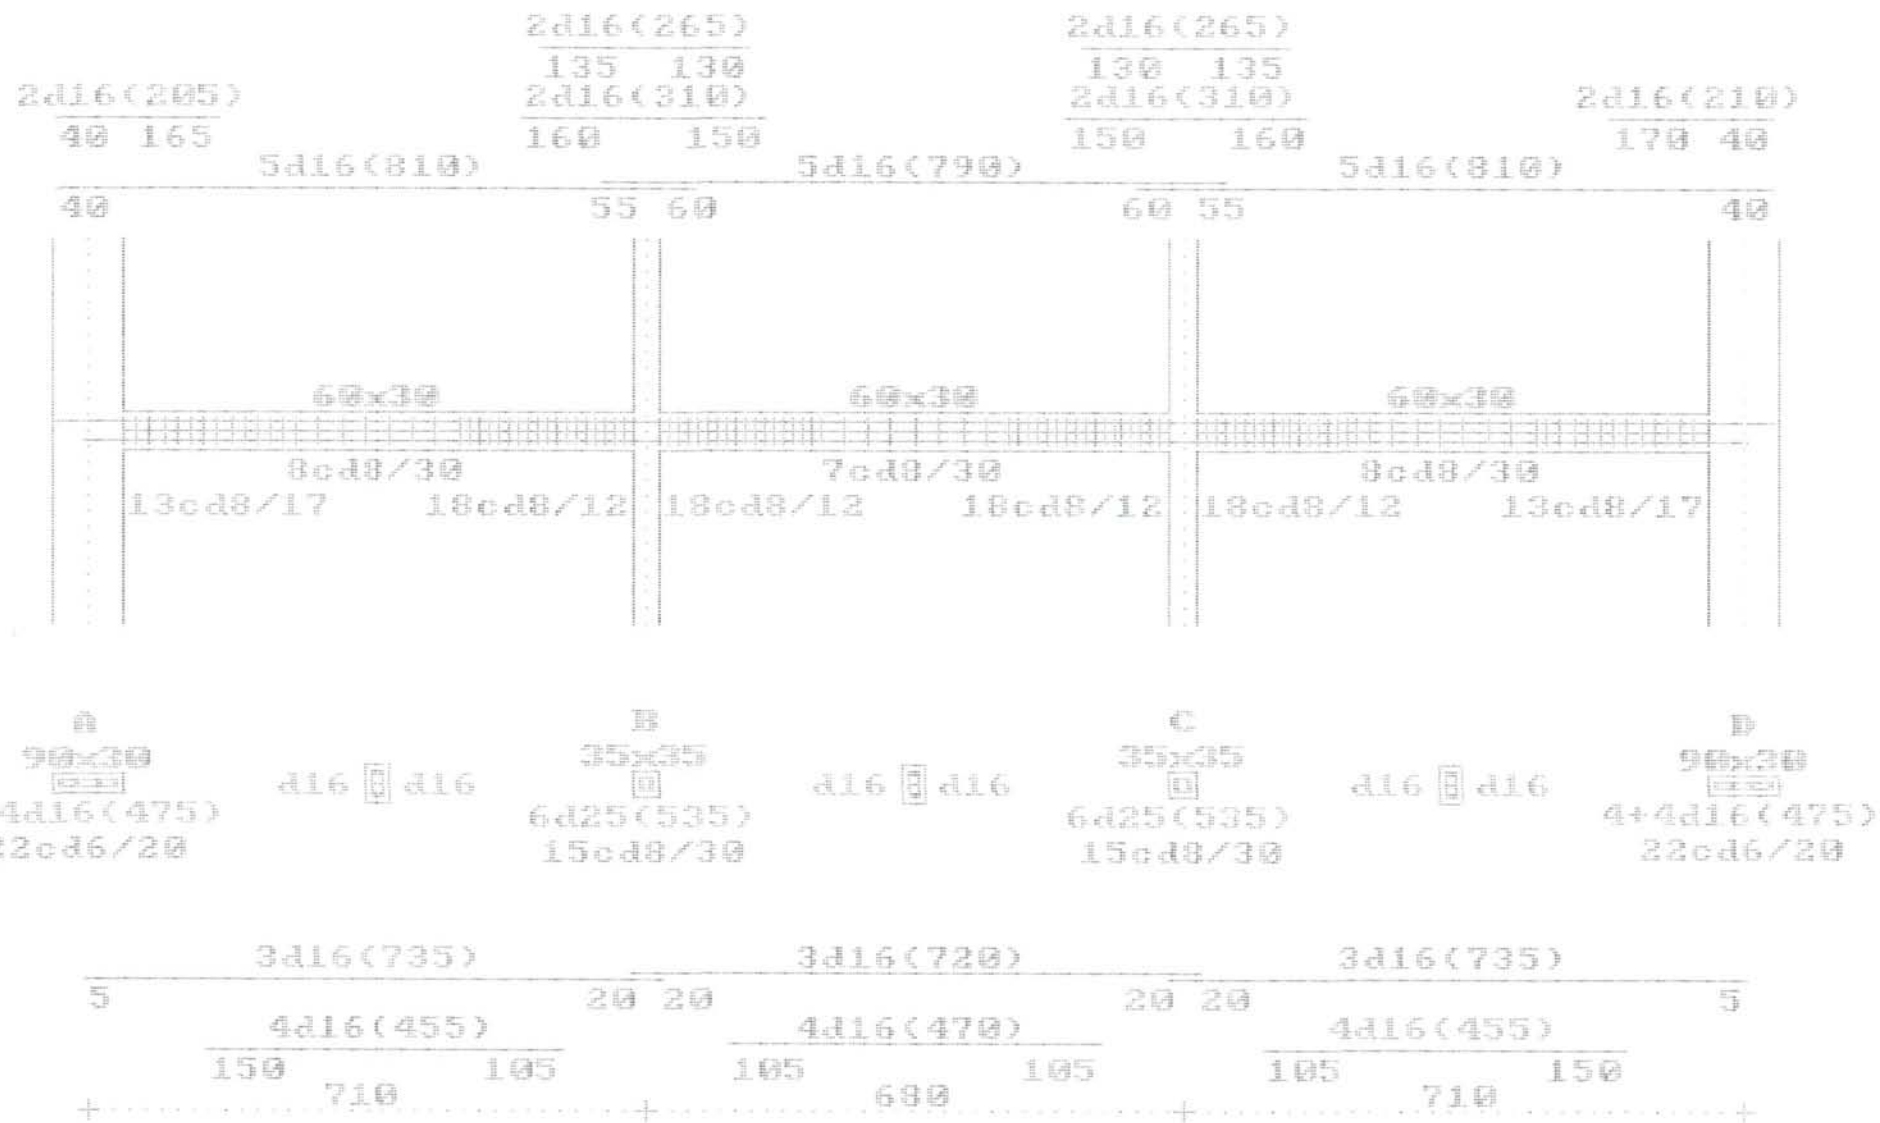 2d16(265) 2d16(265)
135 130 130 135
2d16(205) 2d16(310) 2d16(310) 2d16(210)
40 165 160 150 150 160 170 40
5d16(810) 5d16(790) 5d16(810)
40 55 60 60 55 40
60x30 60x30 60x30
8cd8/30 7cd8/30 8cd8/30
13cd8/17 18cd8/12 18cd8/12 18cd8/12 18cd8/12 13cd8/17
A B C D
90x30 35x35 35x35 90x30
d16 d16 d16 d16 d16 d16
4d16(475) 6d25(535) 6d25(535) 4+4d16(475)
22cd6/20 15cd8/30 15cd8/30 22cd6/20
3d16(735) 3d16(720) 3d16(735)
5 20 20 20 20 5
4d16(455) 4d16(470) 4d16(455)
150 105 105 105 105 150
710 680 710